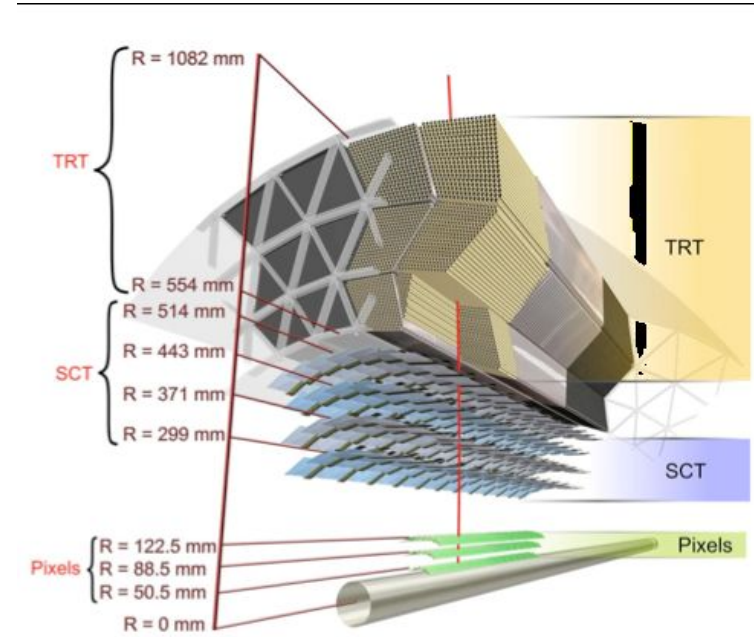 R = 1082 mm
TRT
R = 554 mm
R = 514 mm
R = 443 mm
SCT
R = 371 mm
R = 299 mm
R = 122.5 mm
Pixels
R = 88.5 mm
R = 50.5 mm
R = 0 mm
TRT
SCT
Pixels